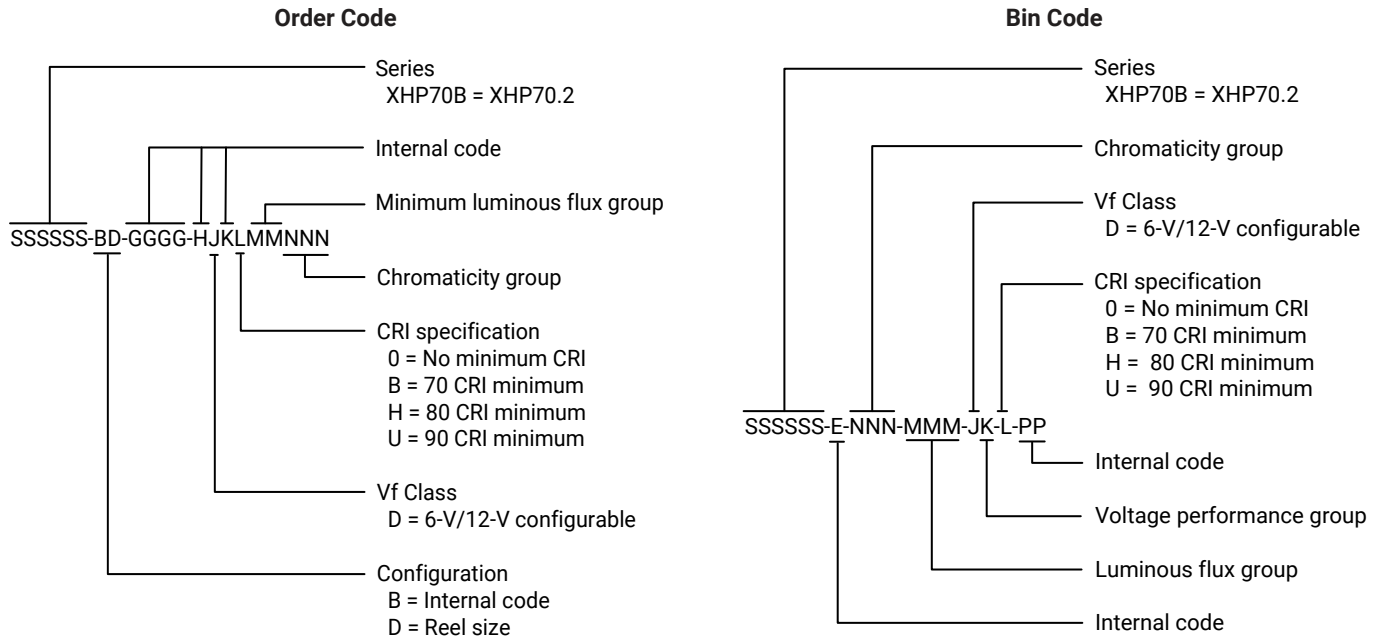 Order Code
Series
XHP70B = XHP70.2
Internal code
Minimum luminous flux group
SSSSSS-BD-GGGG-HJKLMMNNN
Chromaticity group
CRI specification
0 = No minimum CRI
B = 70 CRI minimum
H = 80 CRI minimum
U = 90 CRI minimum
Vf Class
D = 6-V/12-V configurable
Configuration
B = Internal code
D = Reel size
Bin Code
Series
XHP70B = XHP70.2
Chromaticity group
Vf Class
D = 6-V/12-V configurable
CRI specification
0 = No minimum CRI
B = 70 CRI minimum
H = 80 CRI minimum
U = 90 CRI minimum
SSSSSS-E-NNN-MMM-JK-L-PP
Internal code
Voltage performance group
Luminous flux group
Internal code